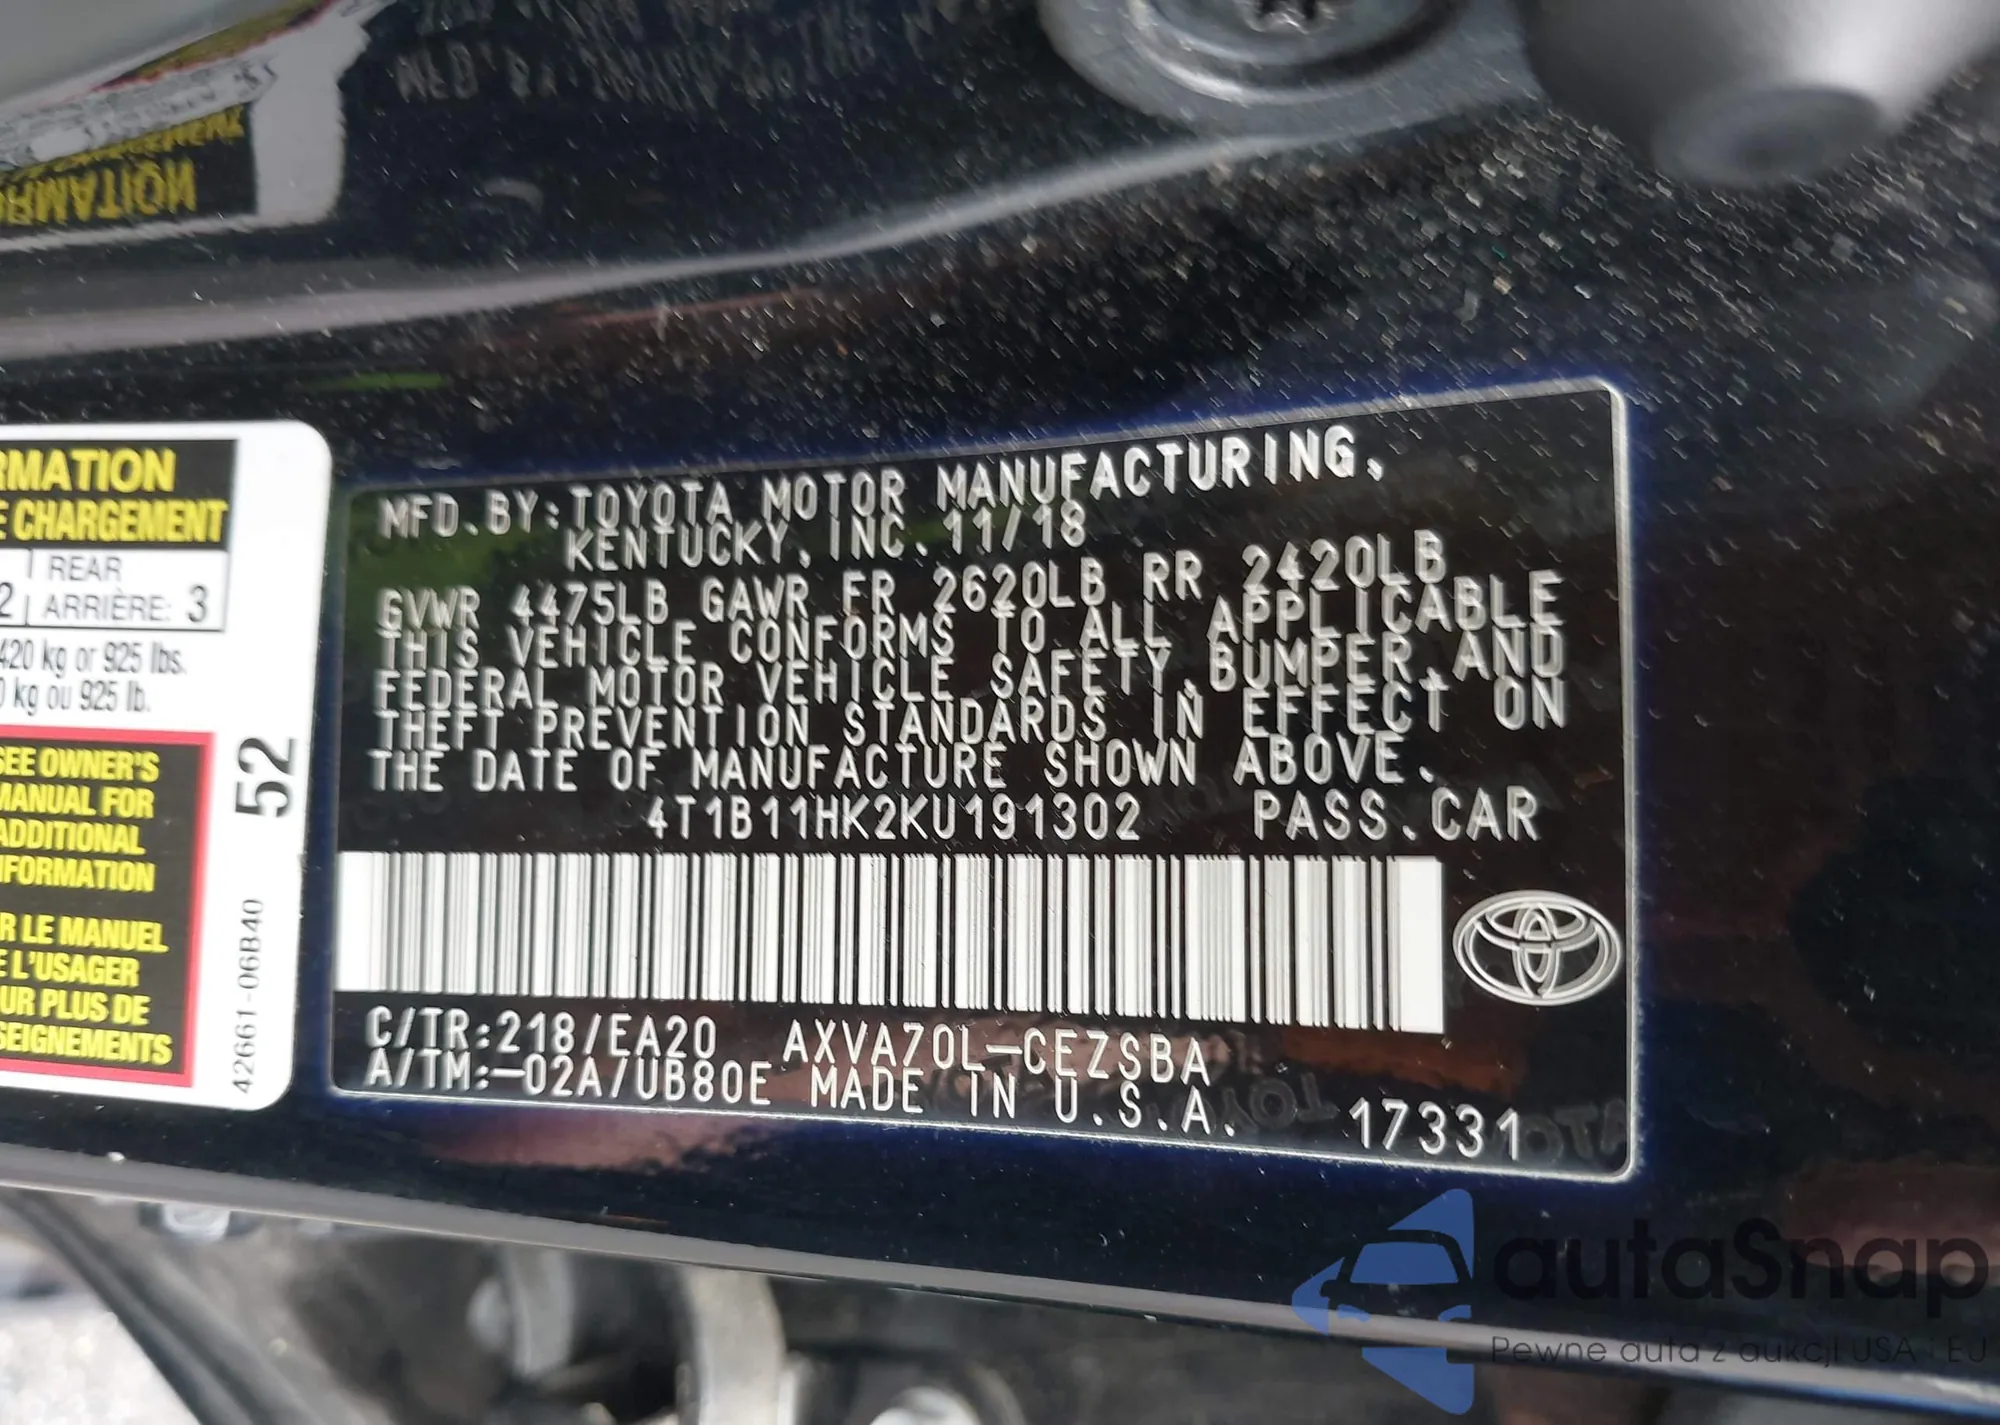 RMATION
E CHARGEMENT
2 REAR
ARRIÈRE: 3
420 kg or 925 lbs.
0 kg ou 925 lb.
SEE OWNER'S
MANUAL FOR
ADDITIONAL
NFORMATION
R LE MANUEL
E L'USAGER
UR PLUS DE
SEIGNEMENTS
52
42661-06B40
MFD.BY:TOYOTA MOTOR MANUFACTURING,
KENTUCKY, INC. 11/18
GVWR 4475LB GAWR FR 2620LB RR 2420LB
THIS VEHICLE CONFORMS TO ALL APPLICABLE
FEDERAL MOTOR VEHICLE SAFETY,BUMPER,AND
THEFT PREVENTION STANDARDS IN EFFECT ON
THE DATE OF MANUFACTURE SHOWN ABOVE.
4T1B11HK2KU191302 PASS.CAR
C/TR:218/EA20 AXVA70L-CEZSBA
A/TM:-02A/UB80E MADE IN U.S.A.
17331
autaSnap
Pewne auta z aukcji USA i EU